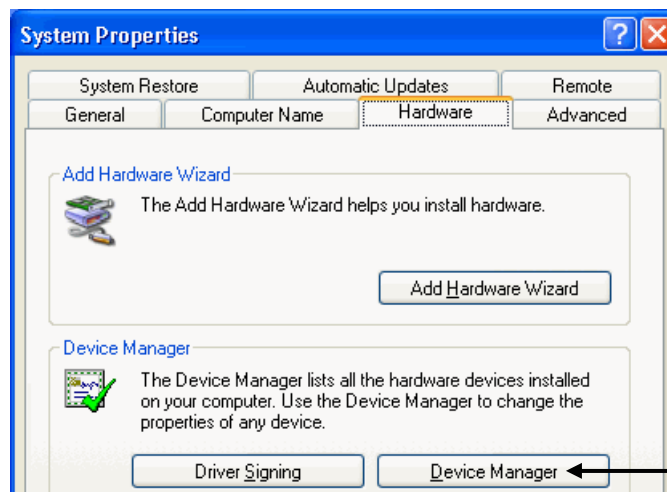 System Properties
System Restore Automatic Updates Remote
General Computer Name Hardware Advanced
Add Hardware Wizard
The Add Hardware Wizard helps you install hardware.
Add Hardware Wizard
Device Manager
The Device Manager lists all the hardware devices installed
on your computer. Use the Device Manager to change the
properties of any device.
Driver Signing Device Manager